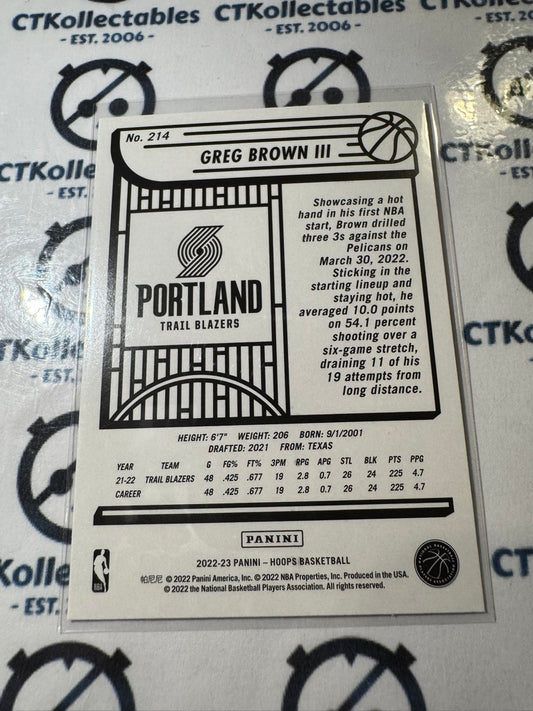 CTKollectables CTKollectables
- EST. 2006 - - EST. 2006 - - EST. 2006 -
No. 214
GREG BROWN III
CTKolle
- EST.
PORTLAND
TRAIL BLAZERS
Showcasing a hot
hand in his first NBA
start, Brown drilled
three 3s against the
Pelicans on
March 30, 2022.
Sticking in the
starting lineup and
staying hot, he
averaged 10.0 points
on 54.1 percent
shooting over a
six-game stretch,
draining 11 of his
19 attempts from
long distance.
HEIGHT: 6'7" WEIGHT: 206 BORN: 9/1/2001
DRAFTED: 2021 FROM: TEXAS
YEAR TEAM G FG% FT% 3PM RPG APG STL BLK PTS PPG
21-22 TRAIL BLAZERS 48 .425 .677 19 2.8 0.7 26 24 225 4.7
CAREER 48 .425 .677 19 2.8 0.7 26 24 225 4.7
PANINI
2022-23 PANINI – HOOPS BASKETBALL
帕尼尼 © 2022 Panini America, Inc. © 2022 NBA Properties, Inc. Produced in the USA.
© 2022 the National Basketball Players Association. All rights reserved.
NBA